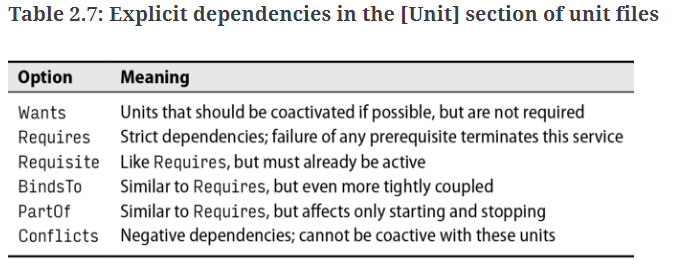 Table 2.7: Explicit dependencies in the [Unit] section of unit files
Option Meaning
Wants Units that should be coactivated if possible, but are not required
Requires Strict dependencies; failure of any prerequisite terminates this service
Requisite Like Requires, but must already be active
BindsTo Similar to Requires, but even more tightly coupled
PartOf Similar to Requires, but affects only starting and stopping
Conflicts Negative dependencies; cannot be coactive with these units